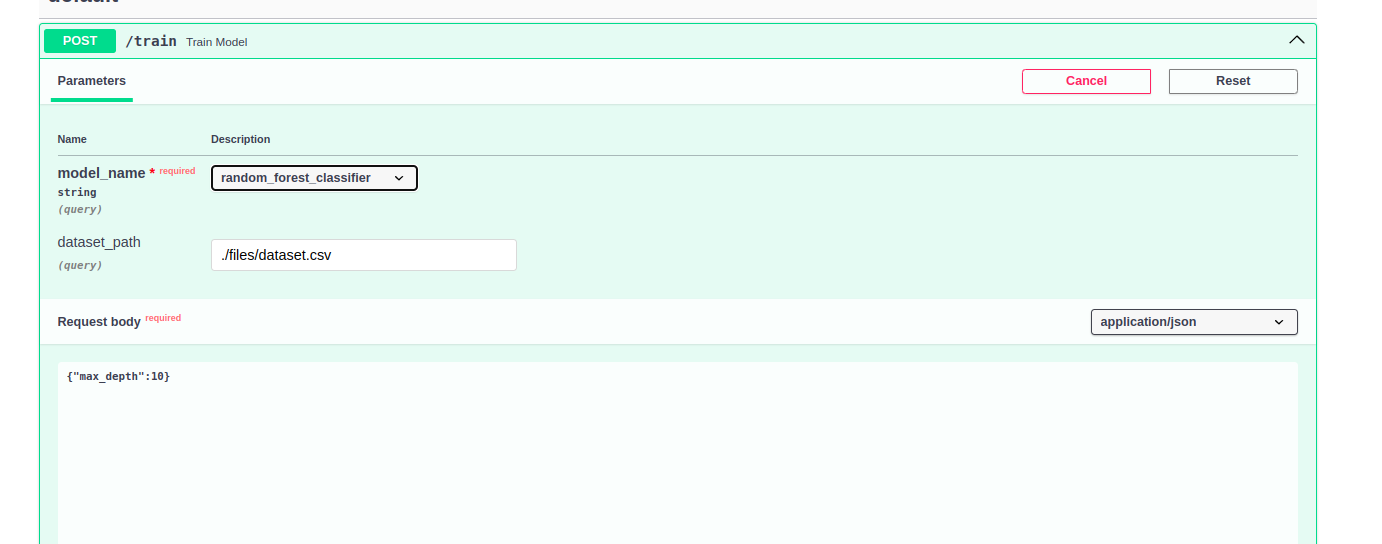 POST /train Train Model
Parameters
Cancel
Reset
Name Description
model_name * required
random_forest_classifier
string
(query)
dataset_path
./files/dataset.csv
(query)
Request body required
application/json
{"max_depth":10}